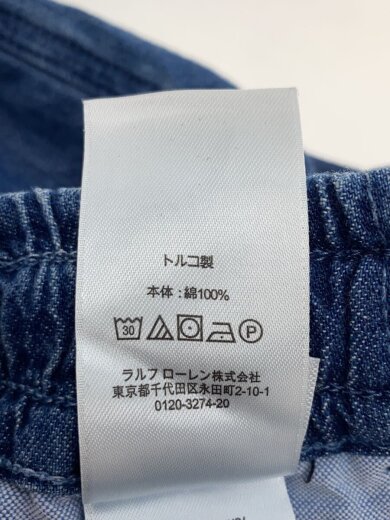 トルコ製
本体:綿100%
30 P
ラルフ ローレン株式会社
東京都千代田区永田町2-10-1
0120-3274-20